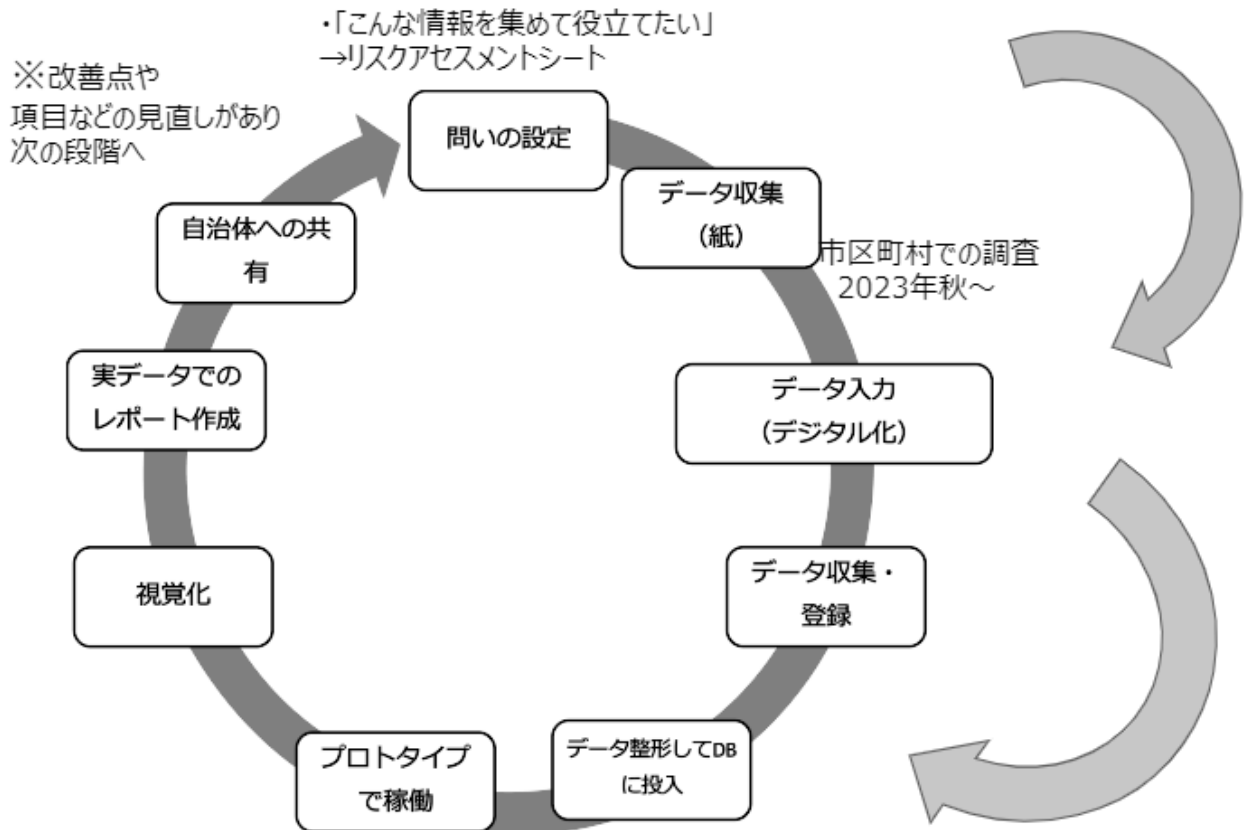 ・「こんな情報を集めて役立てたい」
→リスクアセスメントシート
※改善点や
項目などの見直しがあり
次の段階へ
問いの設定
データ収集
（紙）
市区町村での調査
2023年秋～
データ入力
（デジタル化）
データ収集・
登録
データ整形してDB
に投入
プロトタイプ
で稼働
視覚化
実データでの
レポート作成
自治体への共
有